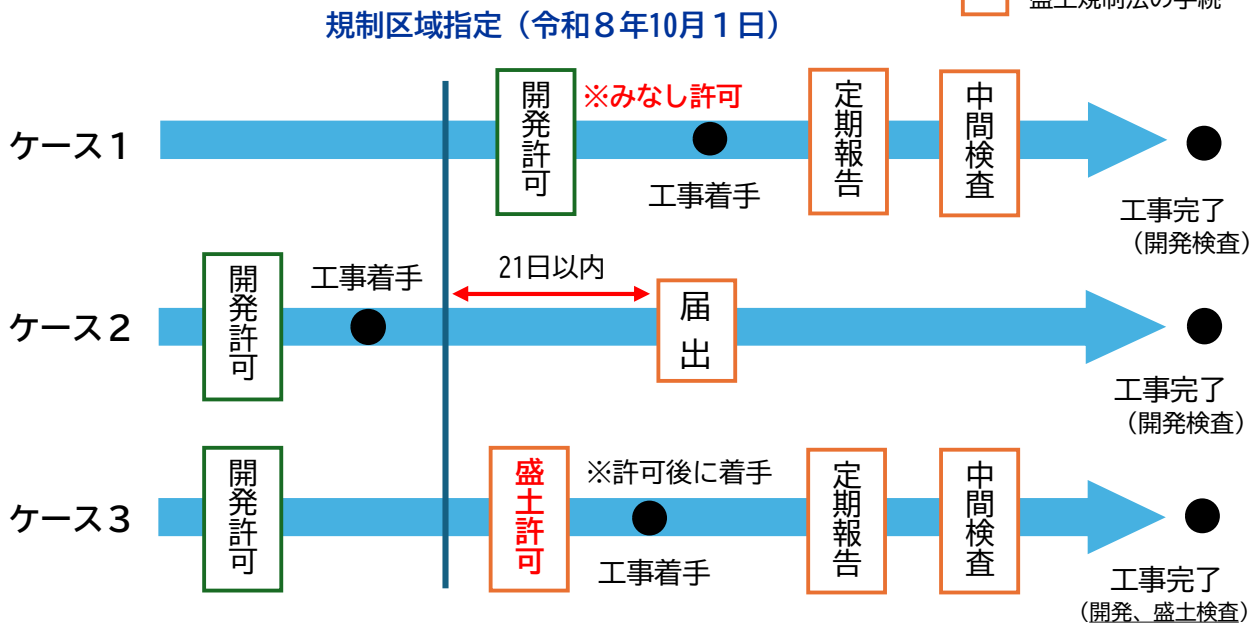 盛土規制法の手続
規制区域指定（令和８年10月１日）
ケース１
開発許可
※みなし許可
工事着手
定期報告
中間検査
工事完了
（開発検査）
ケース２
開発許可
工事着手
21日以内
届出
工事完了
（開発検査）
ケース３
開発許可
盛土許可
※許可後に着手
工事着手
定期報告
中間検査
工事完了
（開発、盛土検査）